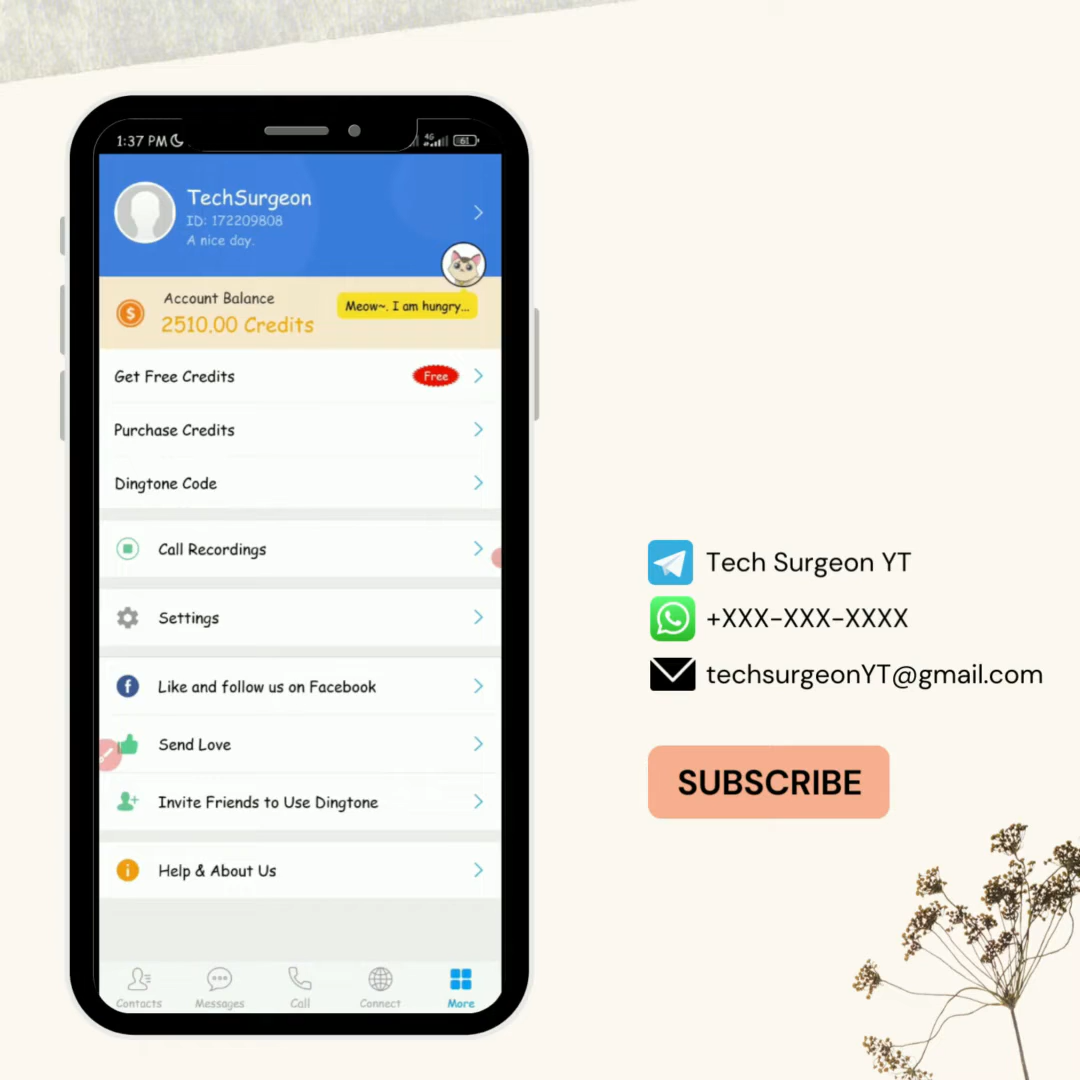 1:37 PM
4G
61
TechSurgeon
ID: 172209808
A nice day.
Account Balance
2510.00 Credits
Meow~. I am hungry...
Get Free Credits
Free
Purchase Credits
Dingtone Code
Call Recordings
Settings
Like and follow us on Facebook
Send Love
Invite Friends to Use Dingtone
Help & About Us
Contacts
Messages
Call
Connect
More
Tech Surgeon YT
+XXX-XXX-XXXX
techsurgeonYT@gmail.com
SUBSCRIBE